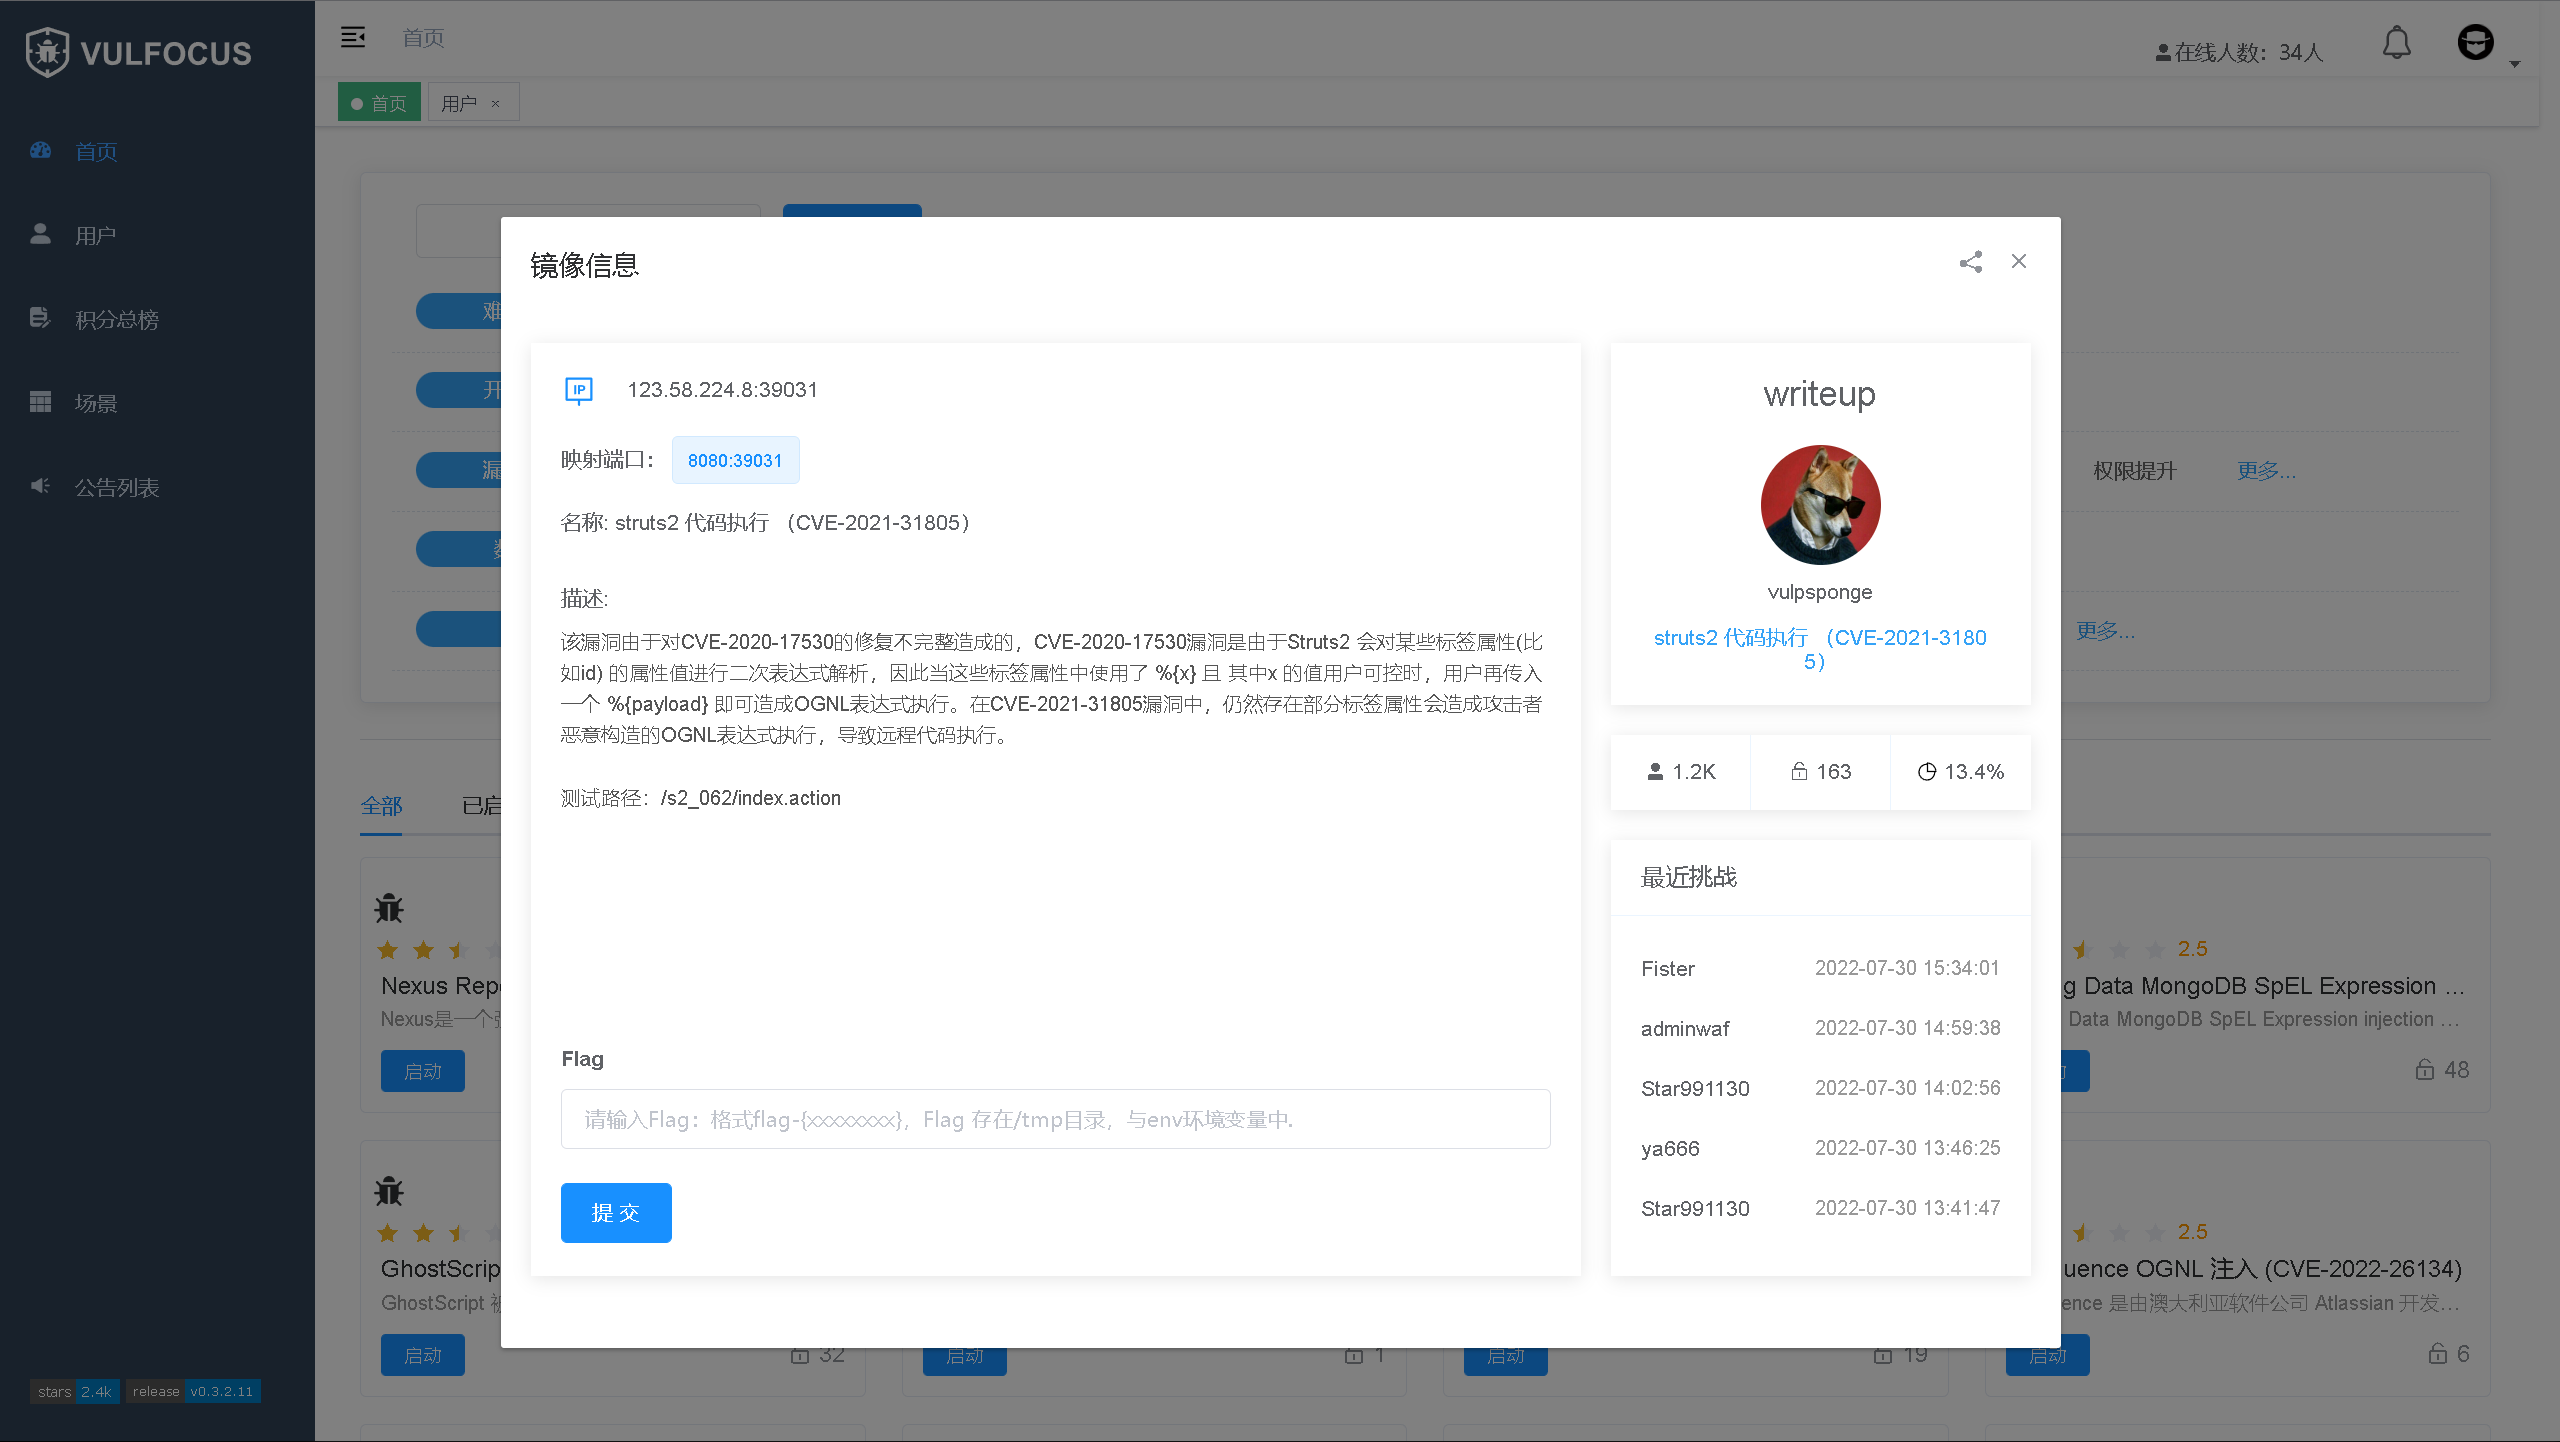 VULFOCUS
首页
在线人数：34人
首页
用户 ×
首页
用户
积分总榜
场景
公告列表
stars 2.4k release v0.3.2.11
难
开
漏
权限提升 更多...
更多...
全部 已启
镜像信息
IP 123.58.224.8:39031
映射端口： 8080:39031
名称: struts2 代码执行 （CVE-2021-31805）
描述:
该漏洞由于对CVE-2020-17530的修复不完整造成的，CVE-2020-17530漏洞是由于Struts2 会对某些标签属性(比
如id) 的属性值进行二次表达式解析，因此当这些标签属性中使用了 %{x} 且 其中x 的值用户可控时，用户再传入
一个 %{payload} 即可造成OGNL表达式执行。在CVE-2021-31805漏洞中，仍然存在部分标签属性会造成攻击者
恶意构造的OGNL表达式执行，导致远程代码执行。
测试路径：/s2_062/index.action
Flag
请输入Flag：格式flag-{xxxxxxxx}，Flag 存在/tmp目录，与env环境变量中.
提 交
writeup
vulpsponge
struts2 代码执行 （CVE-2021-3180
5）
1.2K 163 13.4%
最近挑战
Fister 2022-07-30 15:34:01
adminwaf 2022-07-30 14:59:38
Star991130 2022-07-30 14:02:56
ya666 2022-07-30 13:46:25
Star991130 2022-07-30 13:41:47
Nexus Repo
Nexus是一个
启动
2.5
g Data MongoDB SpEL Expression ...
Data MongoDB SpEL Expression injection ...
48
GhostScrip
GhostScript
启动
32
启动
1
启动
19
2.5
uence OGNL 注入 (CVE-2022-26134)
ence 是由澳大利亚软件公司 Atlassian 开发...
启动
6